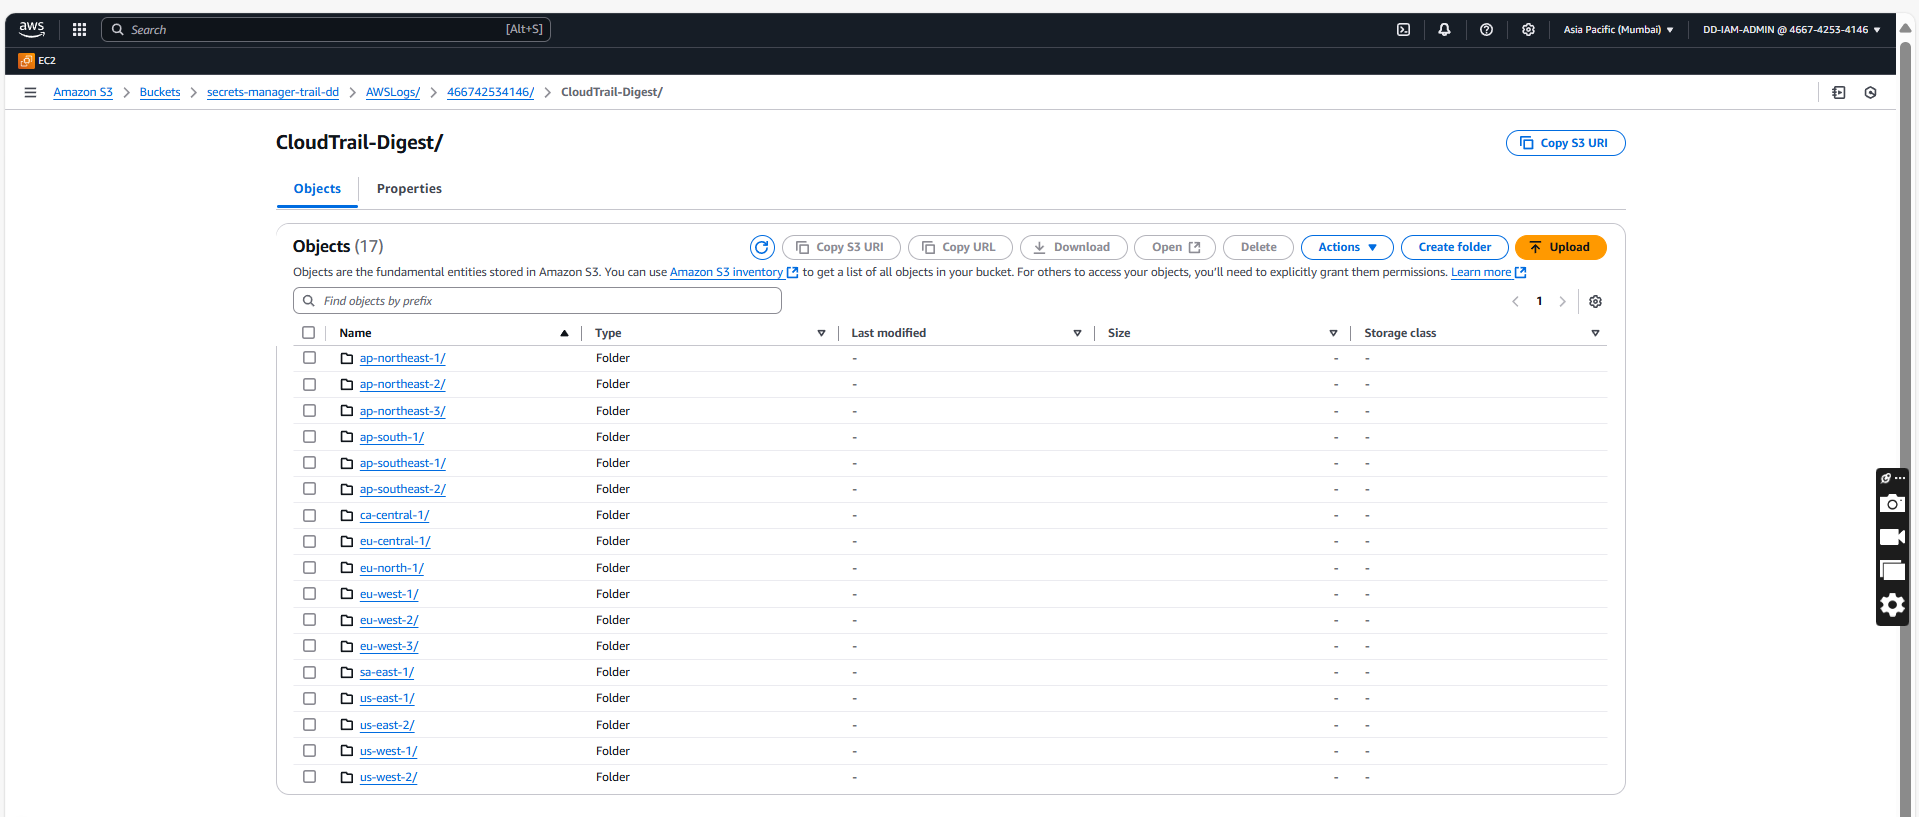 aws
Search [Alt+S] Asia Pacific (Mumbai) ▼ DD-IAM-ADMIN @ 4667-4253-4146 ▼
EC2
Amazon S3 > Buckets > secrets-manager-trail-dd > AWSLogs/ > 466742534146/ > CloudTrail-Digest/
CloudTrail-Digest/
Copy S3 URI
Objects Properties
Objects (17) Copy S3 URI Copy URL Download Open Delete Actions ▼ Create folder Upload
Objects are the fundamental entities stored in Amazon S3. You can use Amazon S3 inventory to get a list of all objects in your bucket. For others to access your objects, you'll need to explicitly grant them permissions. Learn more
Find objects by prefix < 1 >
Name Type Last modified Size Storage class
ap-northeast-1/ Folder - - -
ap-northeast-2/ Folder - - -
ap-northeast-3/ Folder - - -
ap-south-1/ Folder - - -
ap-southeast-1/ Folder - - -
ap-southeast-2/ Folder - - -
ca-central-1/ Folder - - -
eu-central-1/ Folder - - -
eu-north-1/ Folder - - -
eu-west-1/ Folder - - -
eu-west-2/ Folder - - -
eu-west-3/ Folder - - -
sa-east-1/ Folder - - -
us-east-1/ Folder - - -
us-east-2/ Folder - - -
us-west-1/ Folder - - -
us-west-2/ Folder - - -